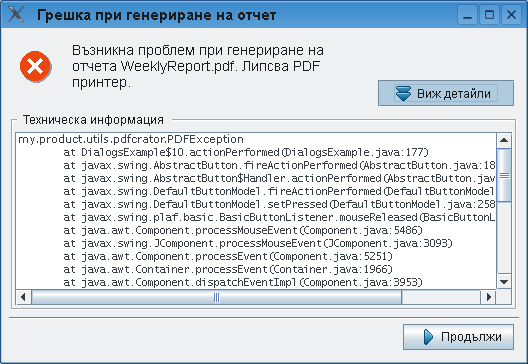 Грешка при генериране на отчет
Възникна проблем при генериране на
отчета WeeklyReport.pdf. Липсва PDF
принтер.
Виж детайли
Техническа информация
my.product.utils.pdfcrator.PDFException
at DialogsExample$10.actionPerformed(DialogsExample.java:177)
at javax.swing.AbstractButton.fireActionPerformed(AbstractButton.java:18
at javax.swing.AbstractButton$Handler.actionPerformed(AbstractButton.jav
at javax.swing.DefaultButtonModel.fireActionPerformed(DefaultButtonModel
at javax.swing.DefaultButtonModel.setPressed(DefaultButtonModel.java:258
at javax.swing.plaf.basic.BasicButtonListener.mouseReleased(BasicButtonL
at java.awt.Component.processMouseEvent(Component.java:5486)
at javax.swing.JComponent.processMouseEvent(JComponent.java:3093)
at java.awt.Component.processEvent(Component.java:5251)
at java.awt.Container.processEvent(Container.java:1966)
at java.awt.Component.dispatchEventImpl(Component.java:3953)
Продължи